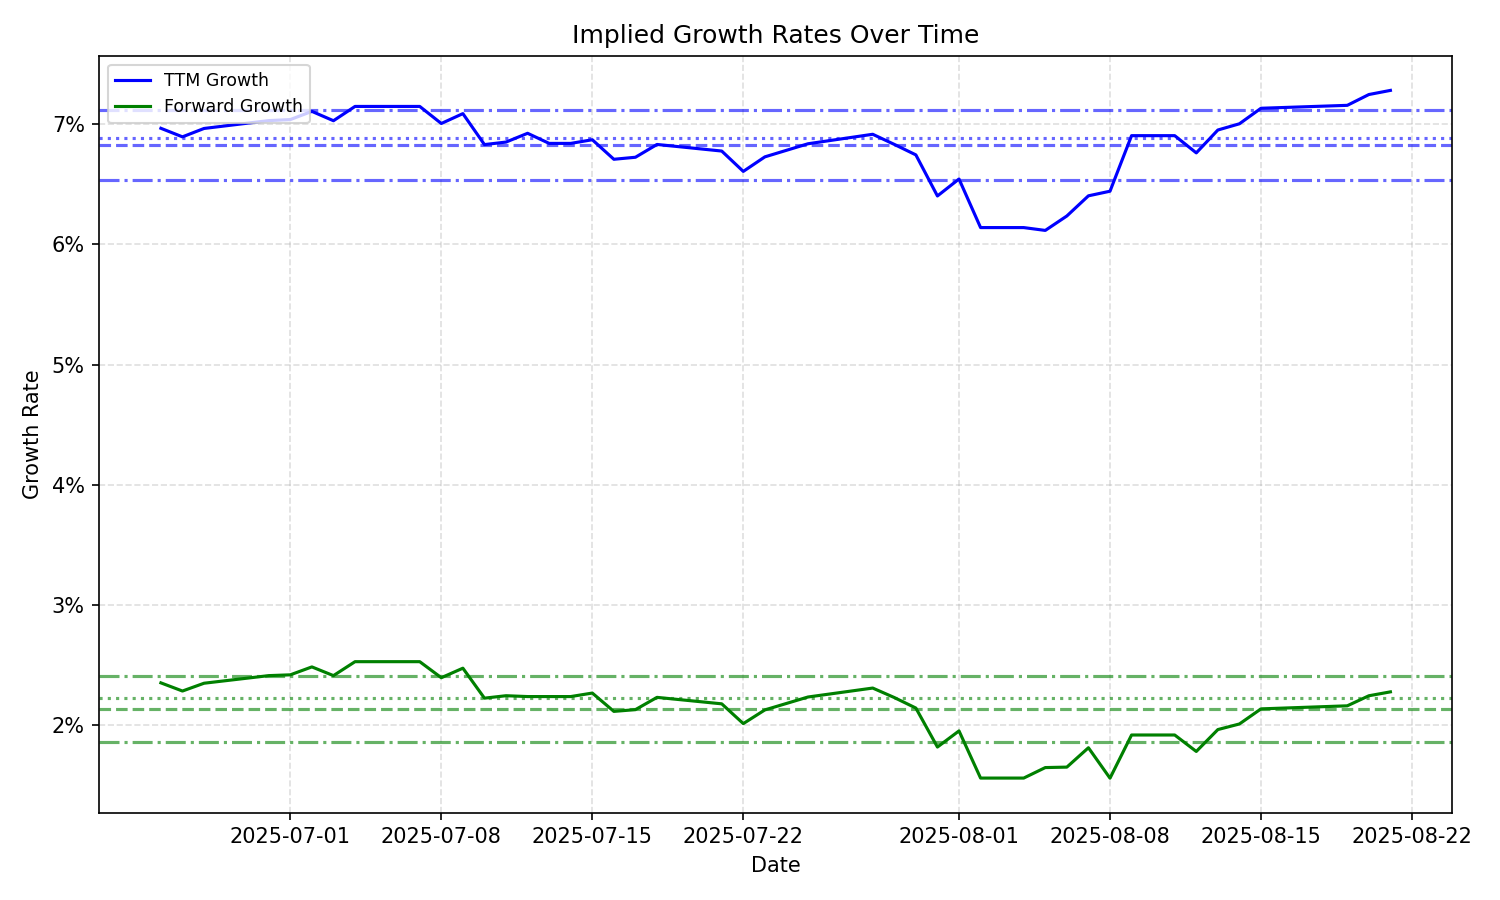 Implied Growth Rates Over Time
TTM Growth
Forward Growth
7%
6%
5%
4%
3%
2%
Growth Rate
2025-07-01 2025-07-08 2025-07-15 2025-07-22 2025-08-01 2025-08-08 2025-08-15 2025-08-22
Date